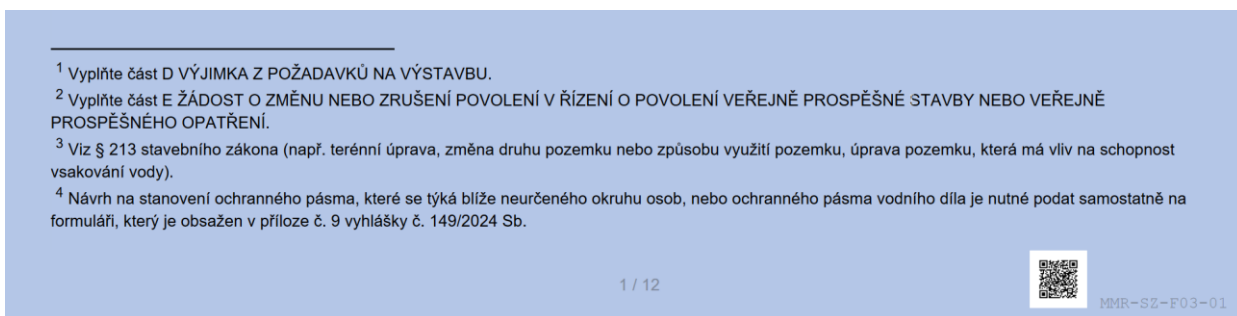 1 Vyplňte část D VÝJIMKA Z POŽADAVKŮ NA VÝSTAVBU.
2 Vyplňte část E ŽÁDOST O ZMĚNU NEBO ZRUŠENÍ POVOLENÍ V ŘÍZENÍ O POVOLENÍ VEŘEJNĚ PROSPĚŠNÉ STAVBY NEBO VEŘEJNĚ
PROSPĚŠNÉHO OPATŘENÍ.
3 Viz § 213 stavebního zákona (např. terénní úprava, změna druhu pozemku nebo způsobu využití pozemku, úprava pozemku, která má vliv na schopnost
vsakování vody).
4 Návrh na stanovení ochranného pásma, které se týká blíže neurčeného okruhu osob, nebo ochranného pásma vodního díla je nutné podat samostatně na
formuláři, který je obsažen v příloze č. 9 vyhlášky č. 149/2024 Sb.
1 / 12
MMR-SZ-F03-01